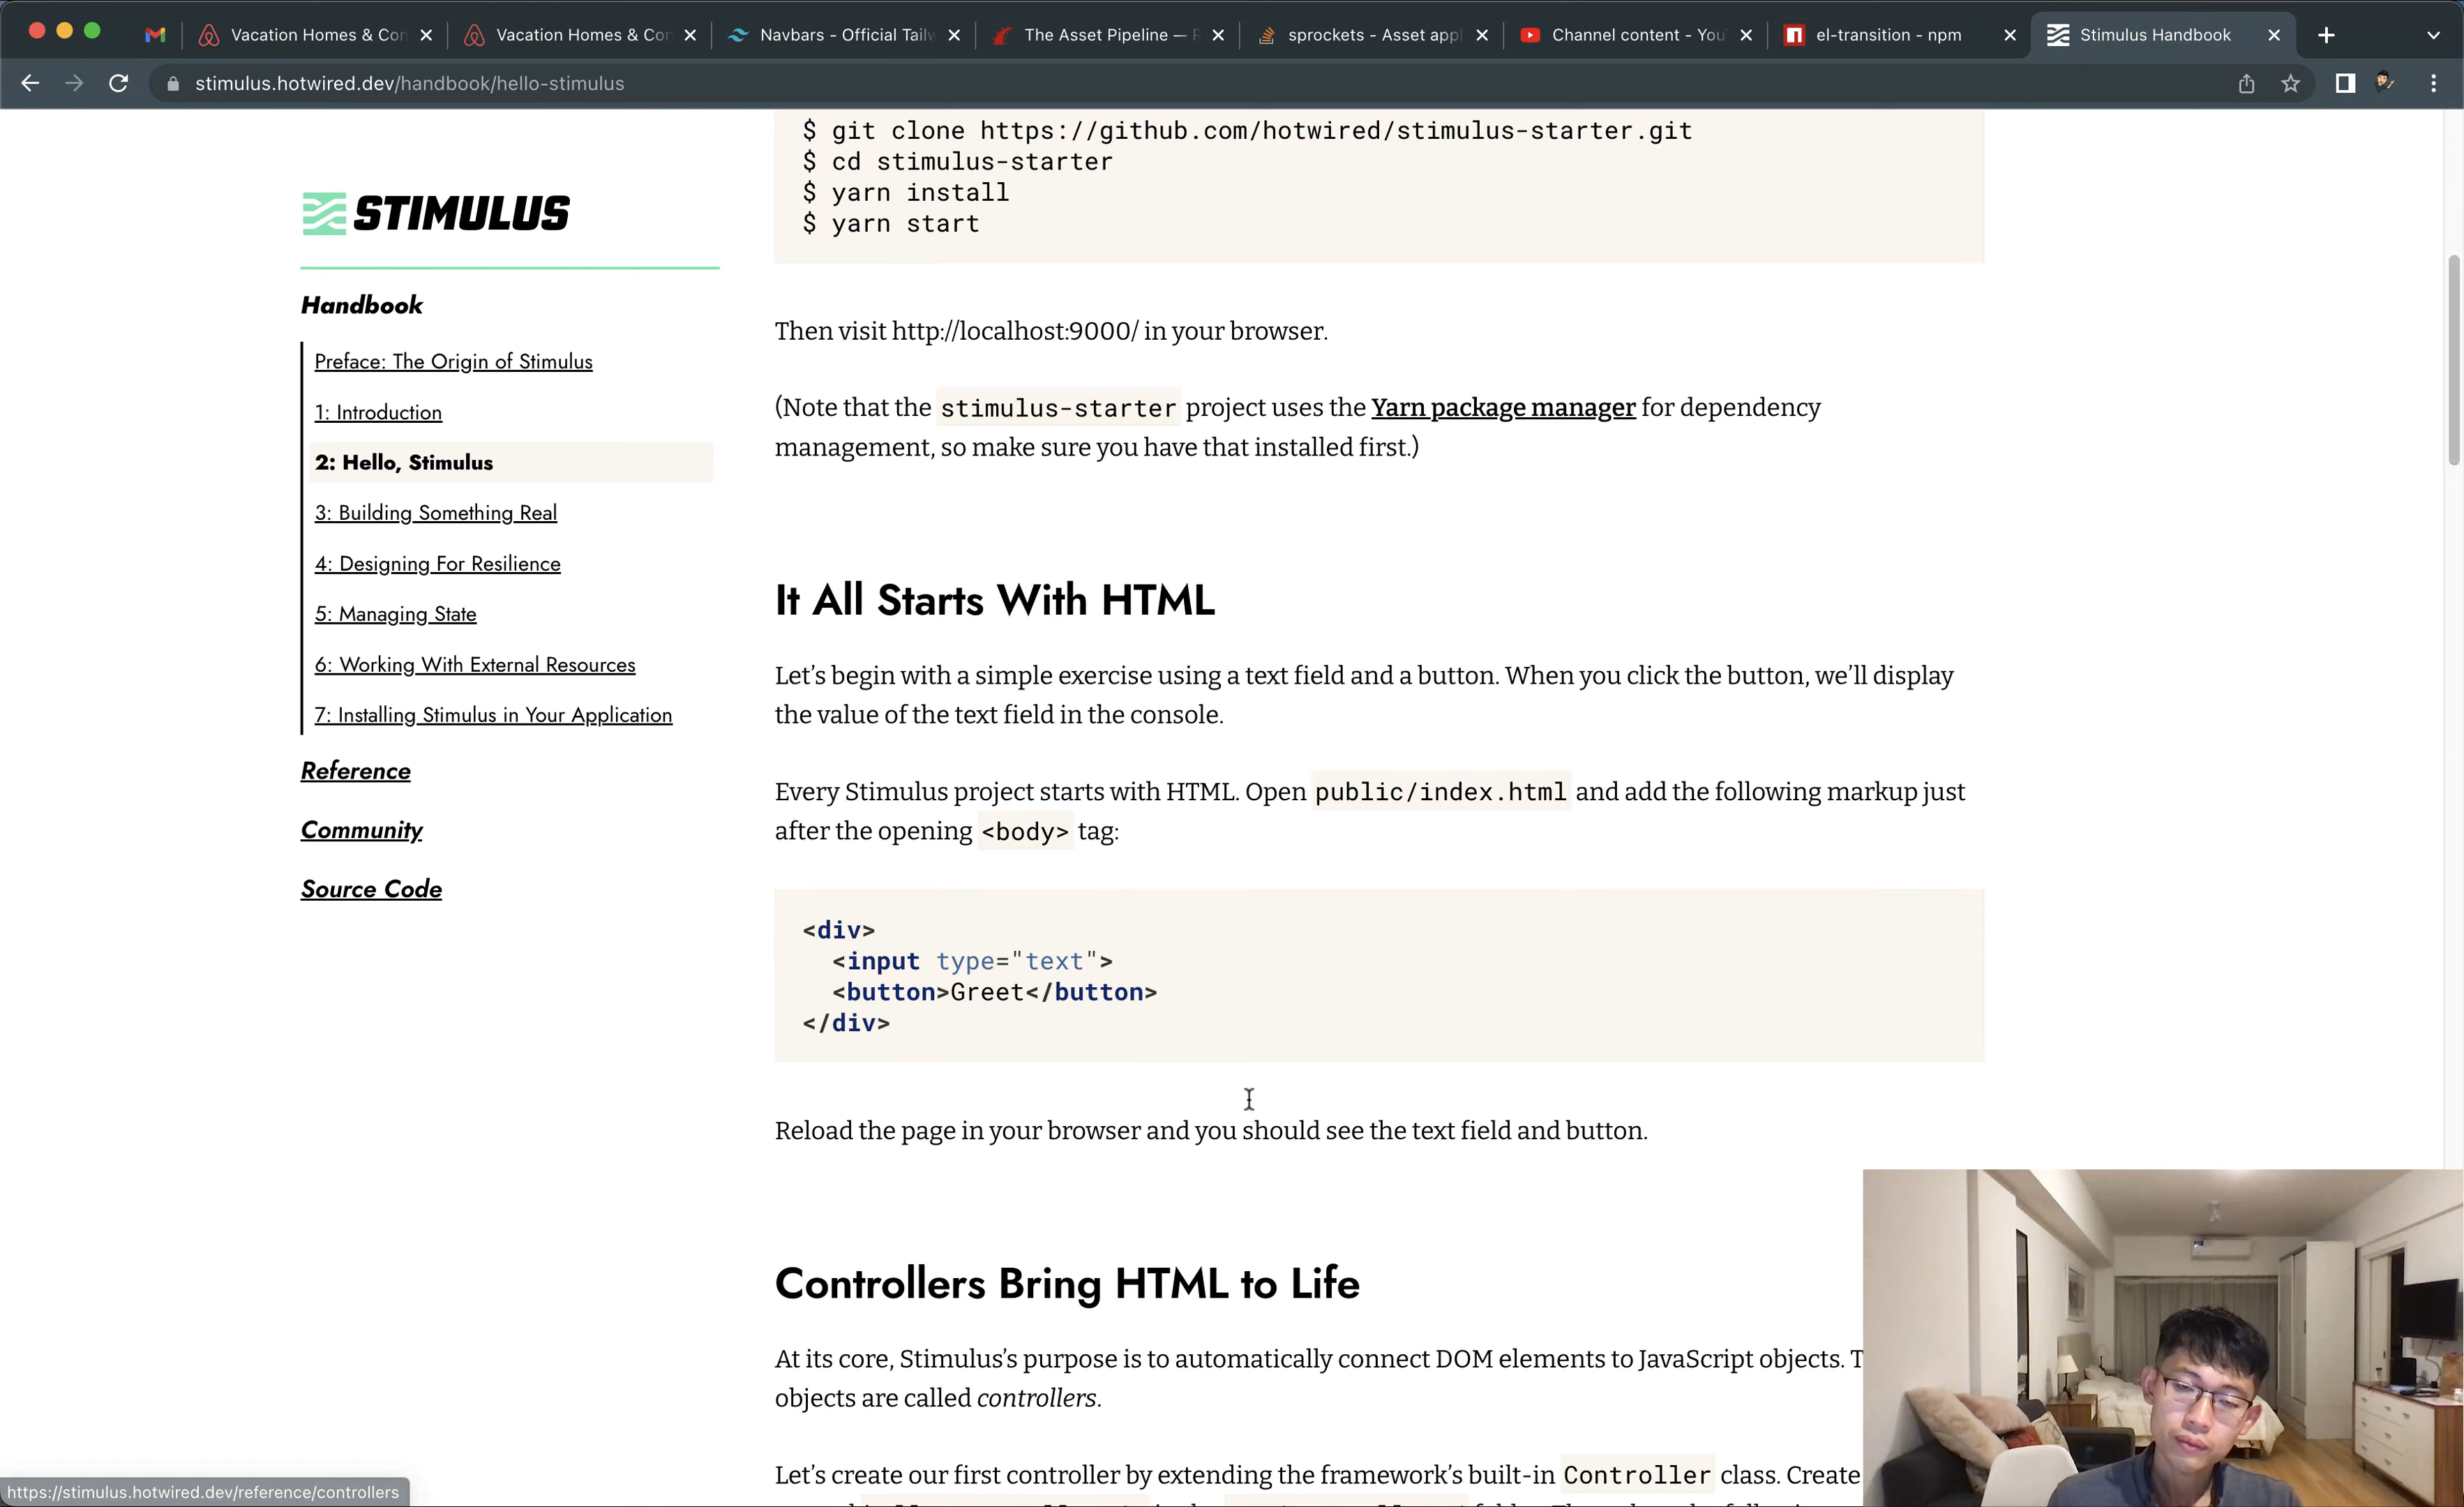 Vacation Homes & Con
Vacation Homes & Con
Navbars - Official Tailw
The Asset Pipeline — R
sprockets - Asset appl
Channel content - You
el-transition - npm
Stimulus Handbook
stimulus.hotwired.dev/handbook/hello-stimulus
STIMULUS
Handbook
Preface: The Origin of Stimulus
1: Introduction
2: Hello, Stimulus
3: Building Something Real
4: Designing For Resilience
5: Managing State
6: Working With External Resources
7: Installing Stimulus in Your Application
Reference
Community
Source Code
$ git clone https://github.com/hotwired/stimulus-starter.git
$ cd stimulus-starter
$ yarn install
$ yarn start
Then visit http://localhost:9000/ in your browser.
(Note that the stimulus-starter project uses the Yarn package manager for dependency
management, so make sure you have that installed first.)
It All Starts With HTML
Let’s begin with a simple exercise using a text field and a button. When you click the button, we’ll display
the value of the text field in the console.
Every Stimulus project starts with HTML. Open public/index.html and add the following markup just
after the opening <body> tag:
<div>
  <input type="text">
  <button>Greet</button>
</div>
Reload the page in your browser and you should see the text field and button.
Controllers Bring HTML to Life
At its core, Stimulus’s purpose is to automatically connect DOM elements to JavaScript objects. T
objects are called controllers.
Let’s create our first controller by extending the framework’s built-in Controller class. Create
https://stimulus.hotwired.dev/reference/controllers